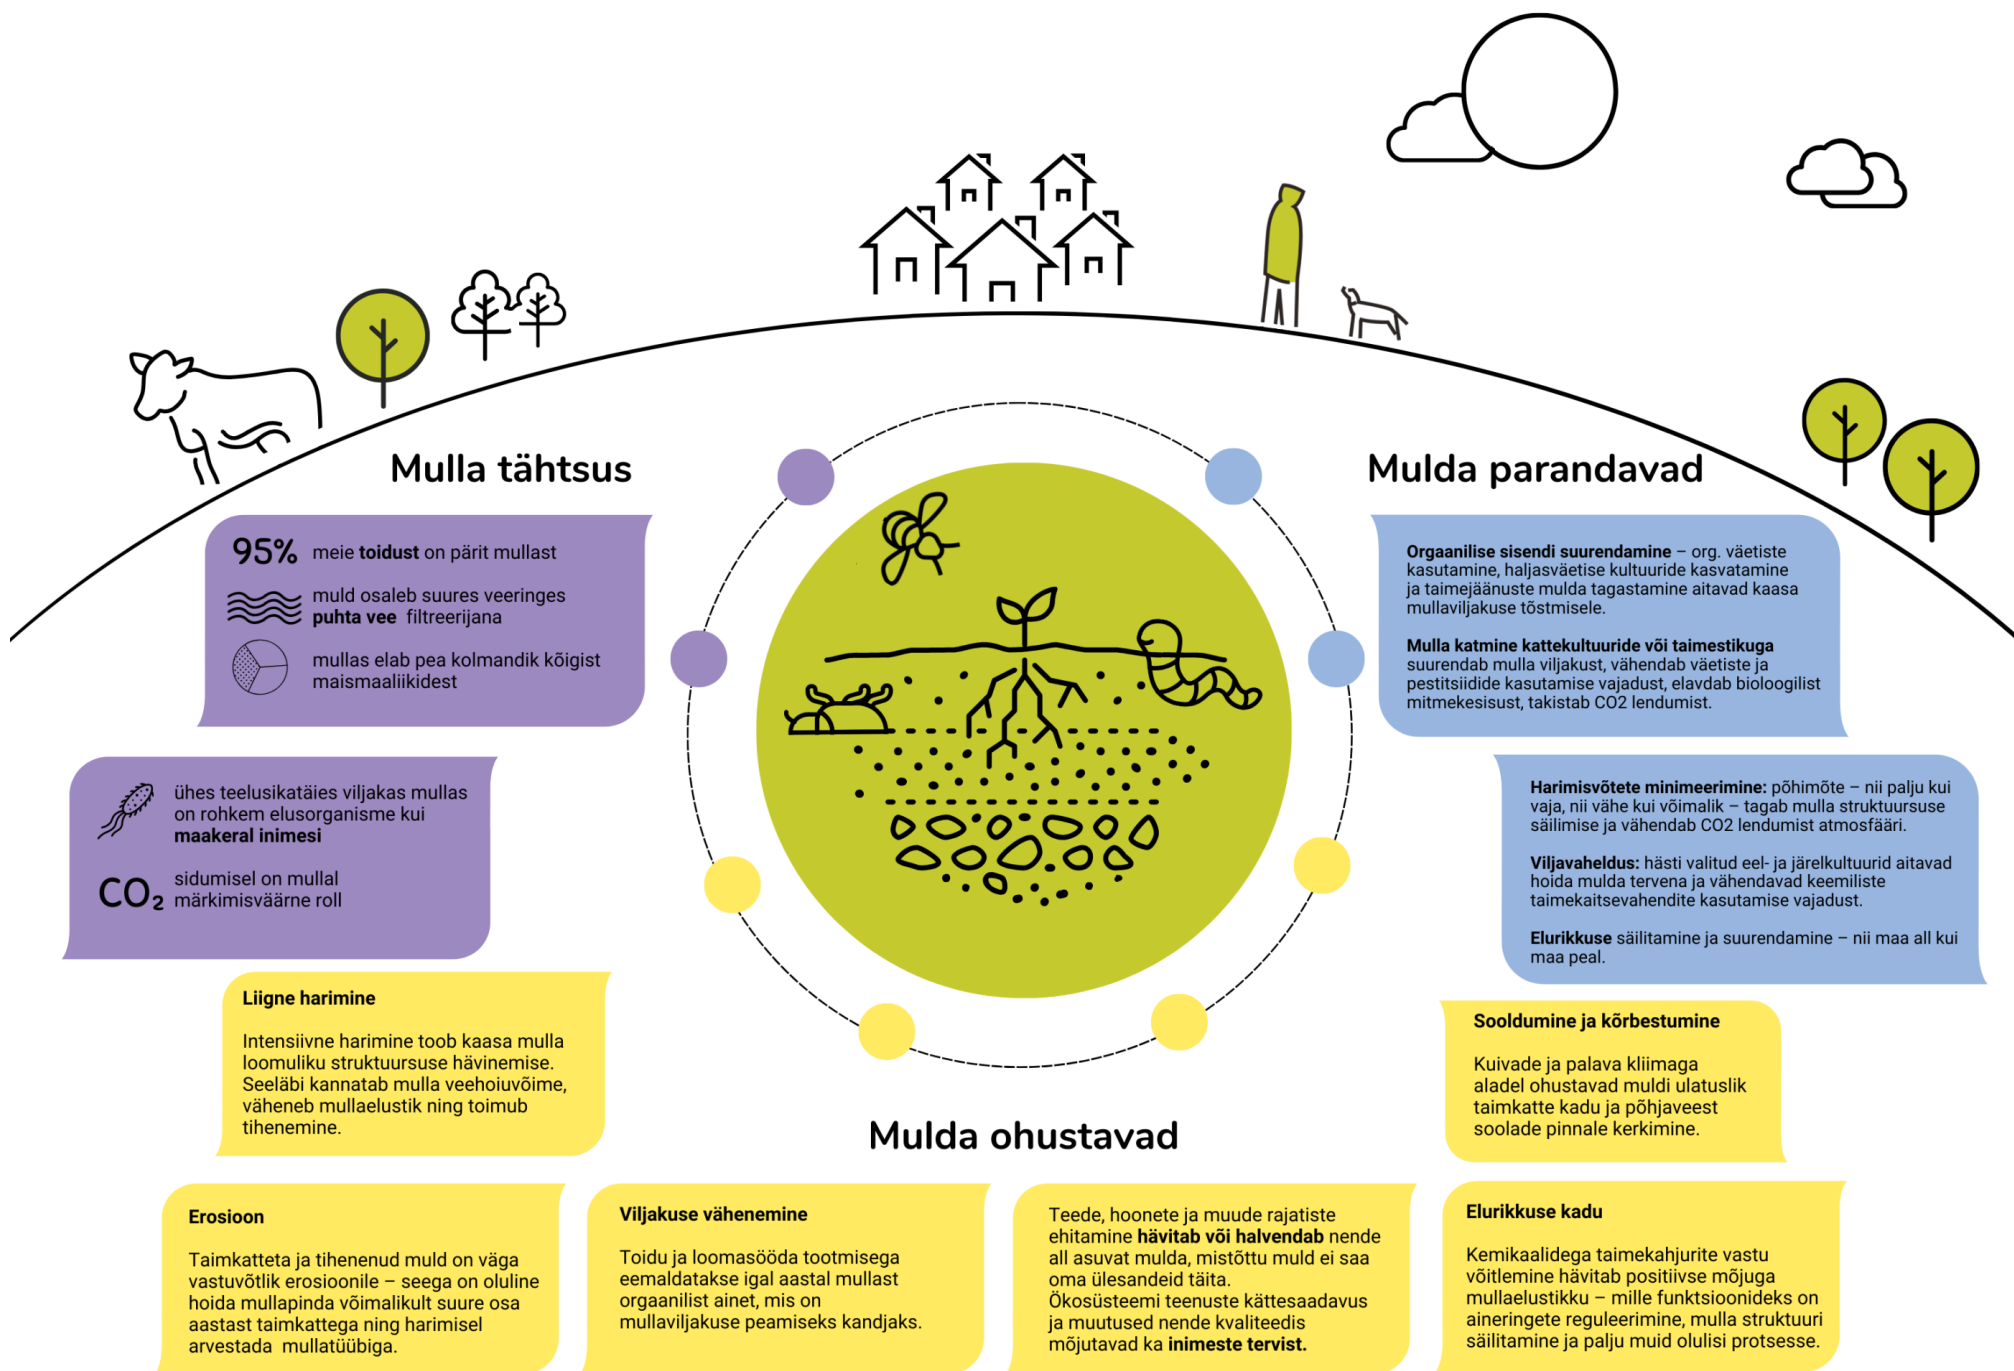 Mulla tähtsus
95% meie toidust on pärit mullast
muld osaleb suures veeringes
puhta vee filtreerijana
mullas elab pea kolmandik kõigist
maismaaliikidest
ühes teelusikatäies viljakas mullas
on rohkem elusorganisme kui
maakeral inimesi
CO₂ sidumisel on mullal
märkimisväärne roll
Mulda parandavad
Orgaanilise sisendi suurendamine – org. väetiste
kasutamine, haljasväetise kultuuride kasvatamine
ja taimejäänuste mulda tagastamine aitavad kaasa
mullaviljakuse tõstmisele.
Mulla katmine kattekultuuride või taimestikuga
suurendab mulla viljakust, vähendab väetiste ja
pestitsiidide kasutamise vajadust, elavdab bioloogilist
mitmekesisust, takistab CO2 lendumist.
Harimisvõtete minimeerimine: põhimõte – nii palju kui
vaja, nii vähe kui võimalik – tagab mulla struktuursuse
säilimise ja vähendab CO2 lendumist atmosfääri.
Viljavaheldus: hästi valitud eel- ja järelkultuurid aitavad
hoida mulda tervena ja vähendavad keemiliste
taimekaitsevahendite kasutamise vajadust.
Elurikkuse säilitamine ja suurendamine – nii maa all kui
maa peal.
Mulda ohustavad
Liigne harimine
Intensiivne harimine toob kaasa mulla
loomuliku struktuursuse hävinemise.
Seeläbi kannatab mulla veehoiuvõime,
väheneb mullaelustik ning toimub
tihenemine.
Erosioon
Taimkatteta ja tihenenud muld on väga
vastuvõtlik erosioonile – seega on oluline
hoida mullapinda võimalikult suure osa
aastast taimkattega ning harimisel
arvestada mullatüübiga.
Viljakuse vähenemine
Toidu ja loomasööda tootmisega
eemaldatakse igal aastal mullast
orgaanilist ainet, mis on
mullaviljakuse peamiseks kandjaks.
Teede, hoonete ja muude rajatiste
ehitamine hävitab või halvendab nende
all asuvat mulda, mistõttu muld ei saa
oma ülesandeid täita.
Ökosüsteemi teenuste kättesaadavus
ja muutused nende kvaliteedis
mõjutavad ka inimeste tervist.
Sooldumine ja kõrbestumine
Kuivade ja palava kliimaga
aladel ohustavad muldi ulatuslik
taimkatte kadu ja põhjaveest
soolade pinnale kerkimine.
Elurikkuse kadu
Kemikaalidega taimekahjurite vastu
võitlemine hävitab positiivse mõjuga
mullaelustikku – mille funktsioonideks on
aineringete reguleerimine, mulla struktuuri
säilitamine ja palju muid olulisi protsesse.